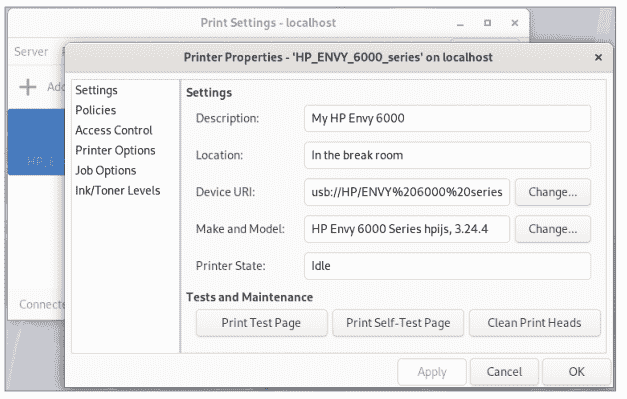 Print Settings - localhost
Server
Printer Properties - 'HP_ENVY_6000_series' on localhost
Add
Settings
Policies
Access Control
Printer Options
Job Options
Ink/Toner Levels
Settings
Description: My HP Envy 6000
Location: In the break room
Device URI: usb://HP/ENVY%206000%20series Change...
Make and Model: HP Envy 6000 Series hpijs, 3.24.4 Change...
Printer State: Idle
Tests and Maintenance
Print Test Page Print Self-Test Page Clean Print Heads
HP_E
Connecte
Apply Cancel OK